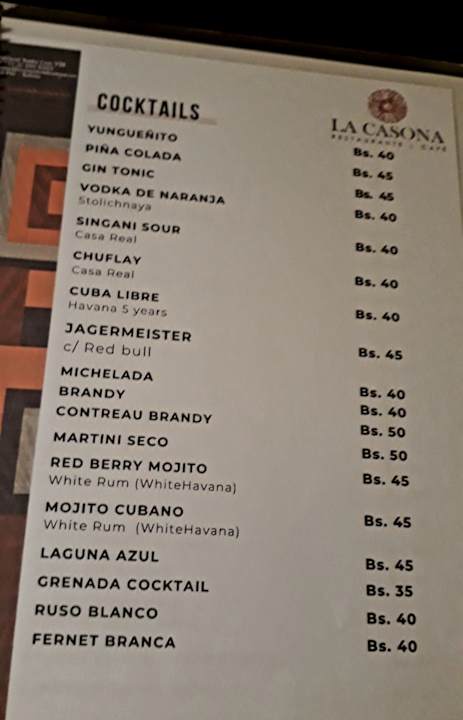 COCKTAILS
LA CASONA
RESTAURANTE | CAFÉ
YUNGUEÑITO Bs. 40
PIÑA COLADA Bs. 45
GIN TONIC Bs. 45
VODKA DE NARANJA Bs. 40
Stolichnaya
SINGANI SOUR Bs. 40
Casa Real
CHUFLAY Bs. 40
Casa Real
CUBA LIBRE Bs. 40
Havana 5 years
JAGERMEISTER
c/ Red bull Bs. 45
MICHELADA Bs. 40
BRANDY Bs. 40
CONTREAU BRANDY Bs. 50
MARTINI SECO Bs. 50
RED BERRY MOJITO Bs. 45
White Rum (WhiteHavana)
MOJITO CUBANO Bs. 45
White Rum (WhiteHavana)
LAGUNA AZUL Bs. 45
GRENADA COCKTAIL Bs. 35
RUSO BLANCO Bs. 40
FERNET BRANCA Bs. 40